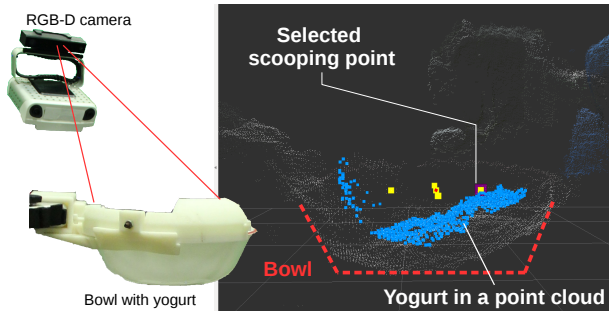 RGB-D camera
Bowl with yogurt
Selected
scooping point
Bowl
Yogurt in a point cloud